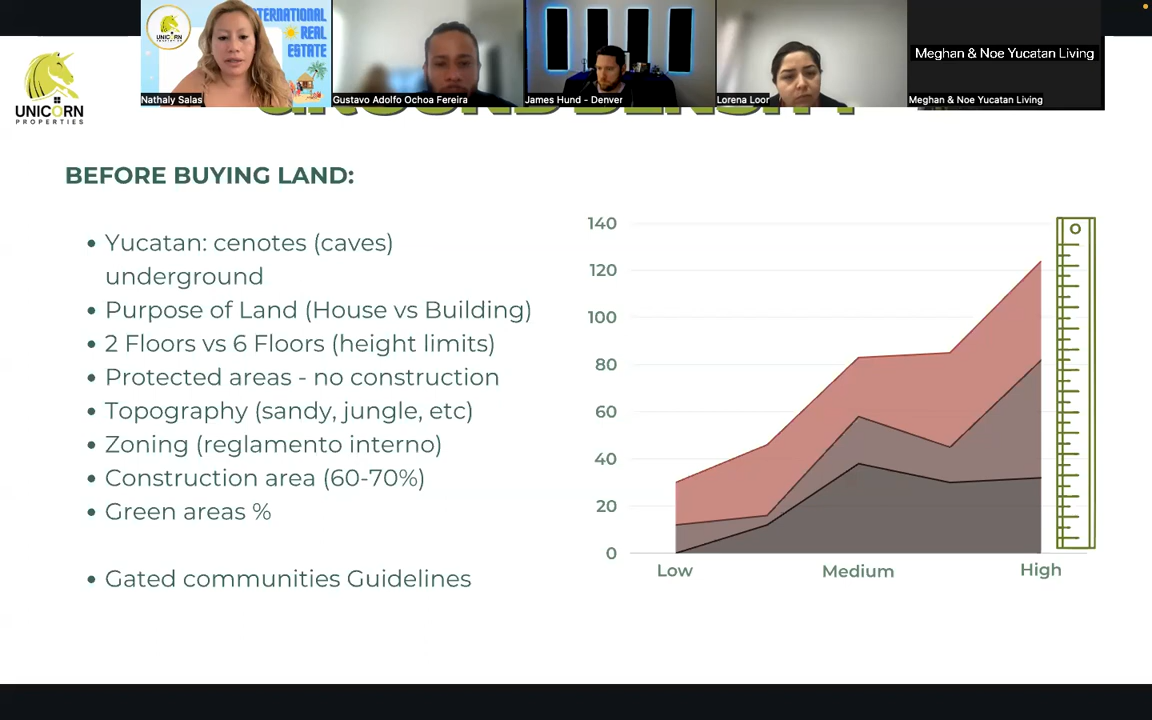 INTERNATIONAL
REAL
ESTATE
UNICORN
Nathaly Salas
Gustavo Adolfo Ochoa Fereira
James Hund - Denver
Lorena Loor
Meghan & Noe Yucatan Living
Meghan & Noe Yucatan Living
UNICORN
PROPERTIES
GROUND DENSITY
BEFORE BUYING LAND:
• Yucatan: cenotes (caves)
underground
• Purpose of Land (House vs Building)
• 2 Floors vs 6 Floors (height limits)
• Protected areas - no construction
• Topography (sandy, jungle, etc)
• Zoning (reglamento interno)
• Construction area (60-70%)
• Green areas %
• Gated communities Guidelines
140
120
100
80
60
40
20
0
Low
Medium
High